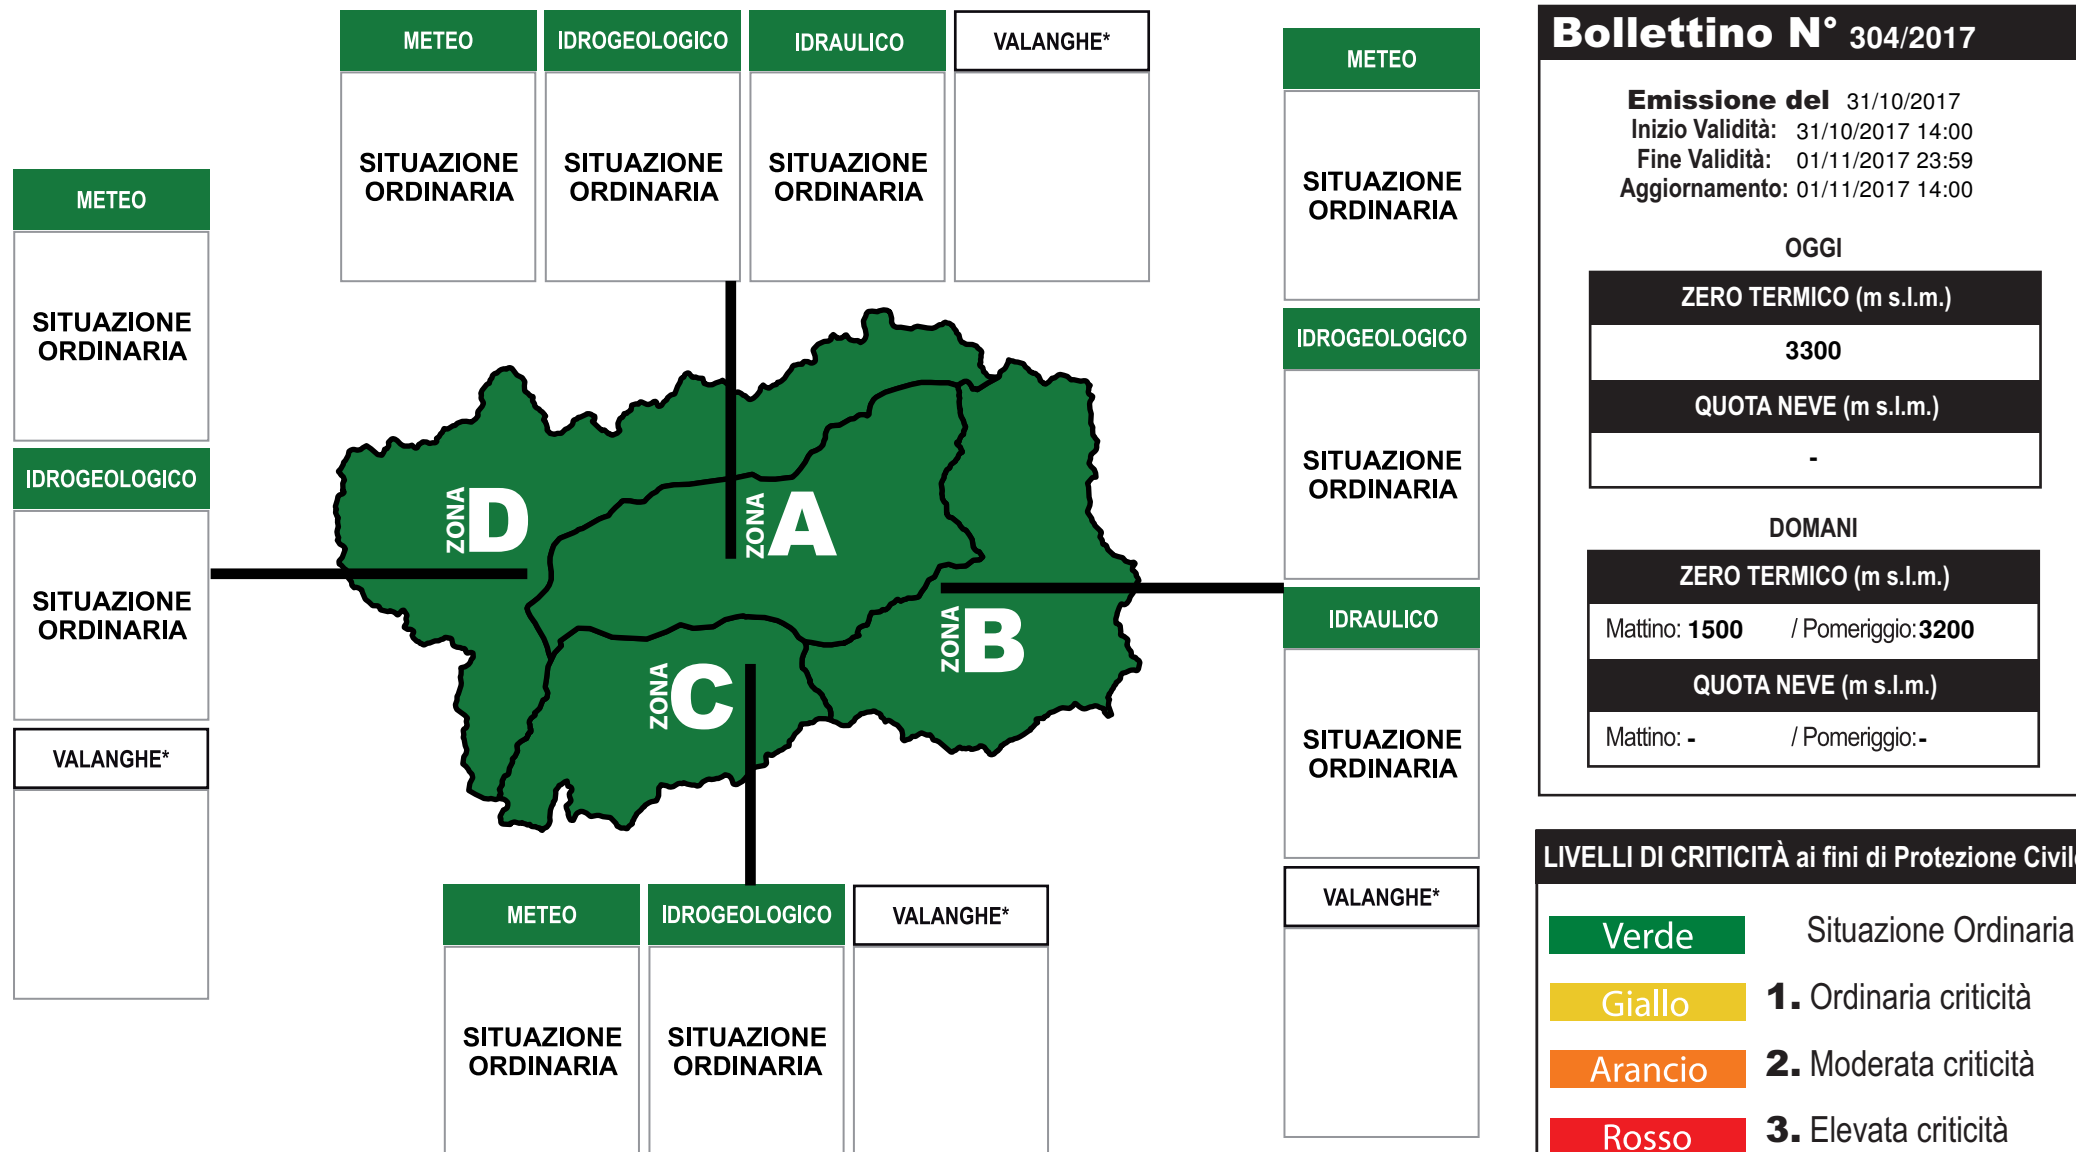 METEO IDROGEOLOGICO IDRAULICO VALANGHE*
SITUAZIONE ORDINARIA SITUAZIONE ORDINARIA SITUAZIONE ORDINARIA
METEO
SITUAZIONE
ORDINARIA
IDROGEOLOGICO
SITUAZIONE
ORDINARIA
VALANGHE*
ZONA D
ZONA A
ZONA B
ZONA C
METEO
SITUAZIONE
ORDINARIA
IDROGEOLOGICO
SITUAZIONE
ORDINARIA
IDRAULICO
SITUAZIONE
ORDINARIA
VALANGHE*
METEO IDROGEOLOGICO VALANGHE*
SITUAZIONE ORDINARIA SITUAZIONE ORDINARIA
Bollettino N° 304/2017
Emissione del 31/10/2017
Inizio Validità: 31/10/2017 14:00
Fine Validità: 01/11/2017 23:59
Aggiornamento: 01/11/2017 14:00
OGGI
ZERO TERMICO (m s.l.m.)
3300
QUOTA NEVE (m s.l.m.)
-
DOMANI
ZERO TERMICO (m s.l.m.)
Mattino: 1500 / Pomeriggio: 3200
QUOTA NEVE (m s.l.m.)
Mattino: - / Pomeriggio: -
LIVELLI DI CRITICITÀ ai fini di Protezione Civile
Verde Situazione Ordinaria
Giallo 1. Ordinaria criticità
Arancio 2. Moderata criticità
Rosso 3. Elevata criticità